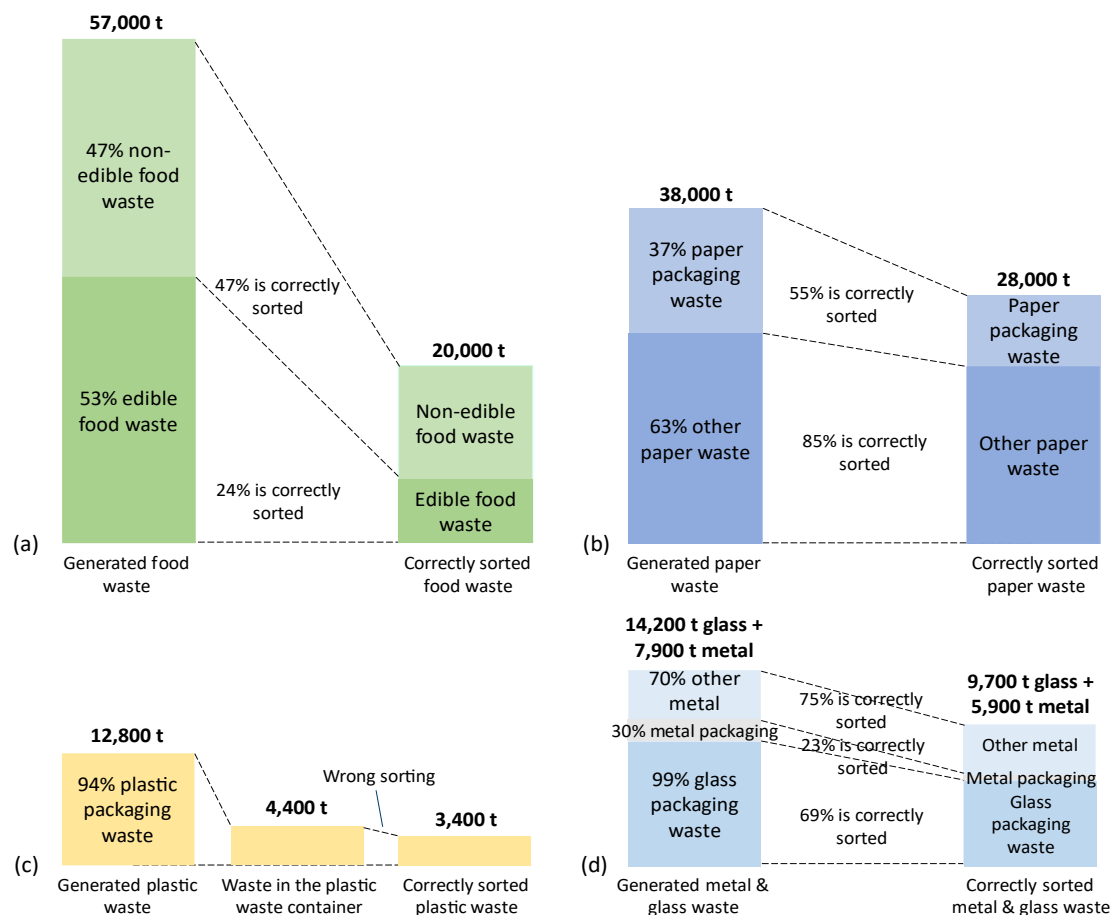 (a)
57,000 t
47% non-
edible food
waste
47% is correctly
sorted
53% edible
food waste
24% is correctly
sorted
20,000 t
Non-edible
food waste
Edible food
waste
Generated food
waste
Correctly sorted
food waste
(b)
38,000 t
37% paper
packaging
waste
55% is correctly
sorted
63% other
paper waste
85% is correctly
sorted
28,000 t
Paper
packaging
waste
Other paper
waste
Generated paper
waste
Correctly sorted
paper waste
(c)
12,800 t
94% plastic
packaging
waste
Wrong sorting
4,400 t
3,400 t
Generated plastic
waste
Waste in the plastic
waste container
Correctly sorted
plastic waste
(d)
14,200 t glass +
7,900 t metal
70% other
metal
75% is correctly
sorted
30% metal packaging
23% is correctly
sorted
99% glass
packaging
waste
69% is correctly
sorted
9,700 t glass +
5,900 t metal
Other metal
Metal packaging
Glass
packaging
waste
Generated metal &
glass waste
Correctly sorted
metal & glass waste